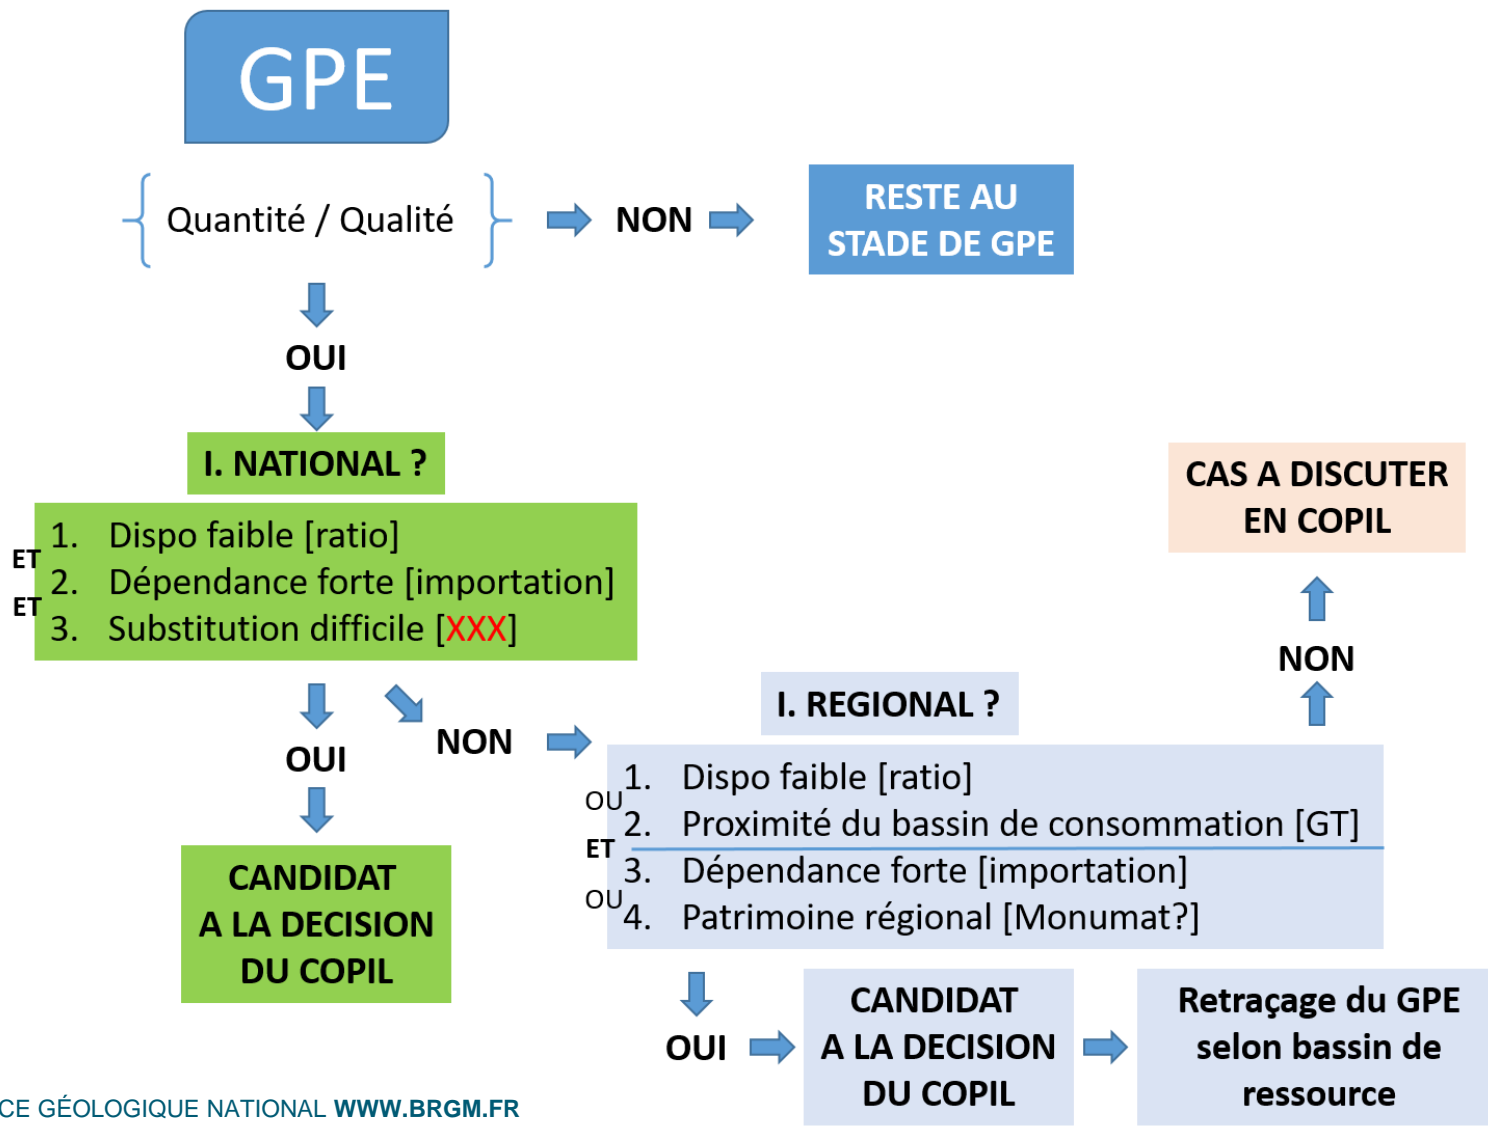 GPE
Quantité / Qualité
NON
RESTE AU
STADE DE GPE
OUI
I. NATIONAL ?
1. Dispo faible [ratio]
ET
2. Dépendance forte [importation]
ET
3. Substitution difficile [XXX]
OUI
NON
CANDIDAT
A LA DECISION
DU COPIL
I. REGIONAL ?
1. Dispo faible [ratio]
OU
2. Proximité du bassin de consommation [GT]
ET
3. Dépendance forte [importation]
OU
4. Patrimoine régional [Monumat?]
NON
CAS A DISCUTER
EN COPIL
OUI
CANDIDAT
A LA DECISION
DU COPIL
Retraçage du GPE
selon bassin de
ressource
CE GÉOLOGIQUE NATIONAL WWW.BRGM.FR